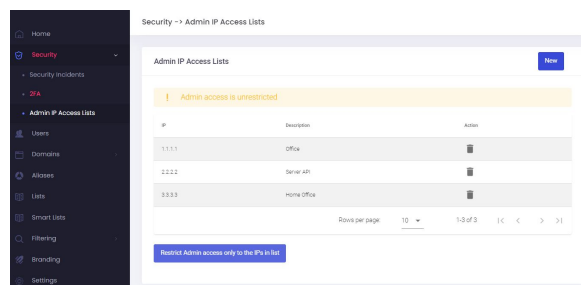 Security -> Admin IP Access Lists
Home
Security
Security Incidents
2FA
Admin IP Access Lists
Users
Domains
Aliases
Lists
Smart Lists
Filtering
Branding
Settings
Admin IP Access Lists
New
! Admin access is unrestricted
IP Description Action
1.1.1.1 Office
2.2.2.2 Server API
3.3.3.3 Home Office
Rows per page: 10 1-3 of 3
Restrict Admin access only to the IPs in list